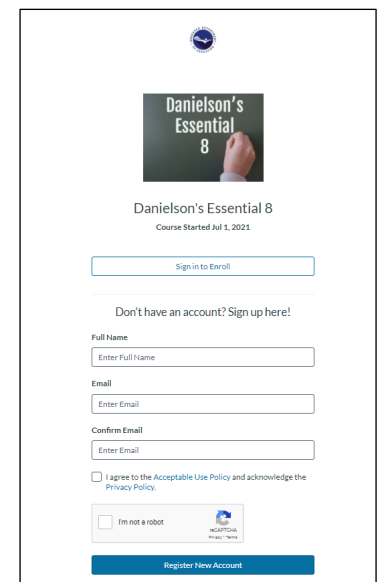 Danielson's
Essential
8
Danielson's Essential 8
Course Started Jul 1, 2021
Sign in to Enroll
Don't have an account? Sign up here!
Full Name
Enter Full Name
Email
Enter Email
Confirm Email
Enter Email
I agree to the Acceptable Use Policy and acknowledge the
Privacy Policy.
I'm not a robot
reCAPTCHA
Privacy - Terms
Register New Account